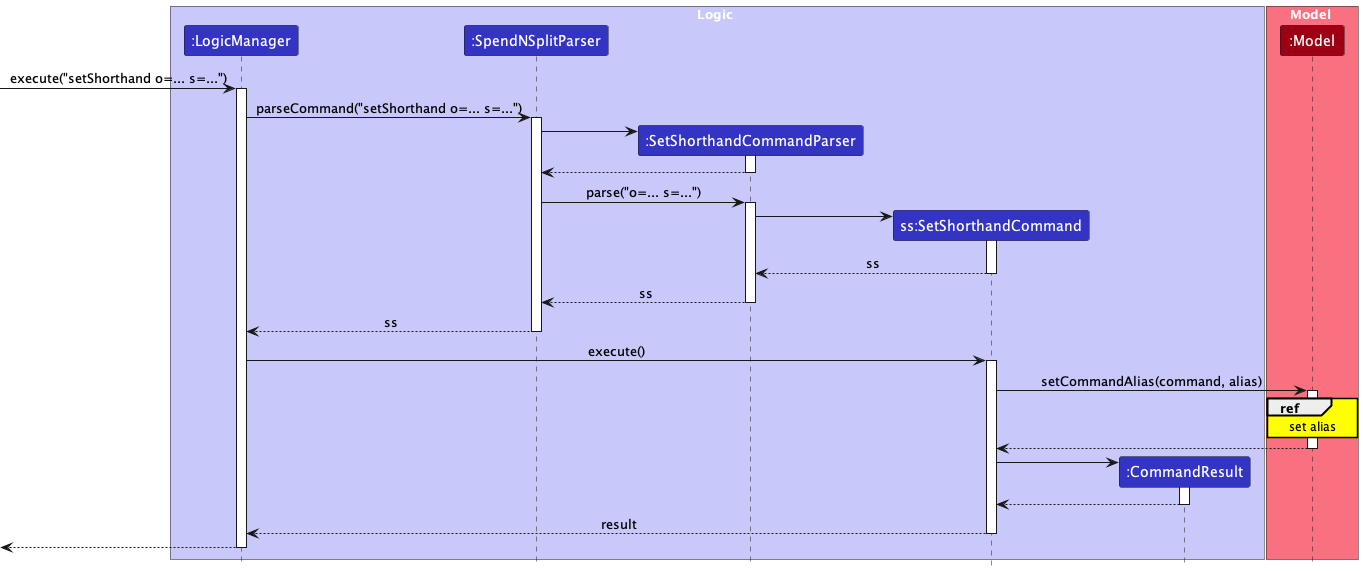 Logic
Model
:LogicManager
:SpendNSplitParser
:Model
execute("setShorthand o=... s=...")
parseCommand("setShorthand o=... s=...")
:SetShorthandCommandParser
parse("o=... s=...")
ss:SetShorthandCommand
ss
ss
ss
execute()
setCommandAlias(command, alias)
ref
set alias
:CommandResult
result